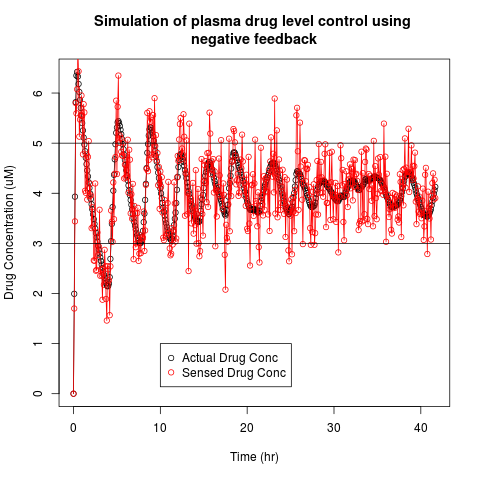 Simulation of plasma drug level control using
negative feedback
Drug Concentration (uM)
6
5
4
3
2
1
0
Actual Drug Conc
Sensed Drug Conc
0 10 20 30 40
Time (hr)